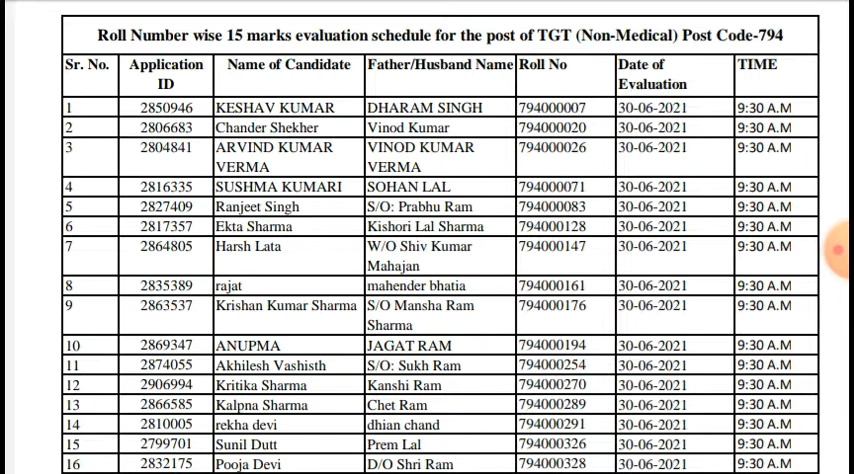 Roll Number wise 15 marks evaluation schedule for the post of TGT (Non-Medical) Post Code-794
Sr. No. Application ID Name of Candidate Father/Husband Name Roll No Date of Evaluation TIME
1 2850946 KESHAV KUMAR DHARAM SINGH 794000007 30-06-2021 9:30 A.M
2 2806683 Chander Shekher Vinod Kumar 794000020 30-06-2021 9:30 A.M
3 2804841 ARVIND KUMAR VERMA VINOD KUMAR VERMA 794000026 30-06-2021 9:30 A.M
4 2816335 SUSHMA KUMARI SOHAN LAL 794000071 30-06-2021 9:30 A.M
5 2827409 Ranjeet Singh S/O: Prabhu Ram 794000083 30-06-2021 9:30 A.M
6 2817357 Ekta Sharma Kishori Lal Sharma 794000128 30-06-2021 9:30 A.M
7 2864805 Harsh Lata W/O Shiv Kumar Mahajan 794000147 30-06-2021 9:30 A.M
8 2835389 rajat mahender bhatia 794000161 30-06-2021 9:30 A.M
9 2863537 Krishan Kumar Sharma S/O Mansha Ram Sharma 794000176 30-06-2021 9:30 A.M
10 2869347 ANUPMA JAGAT RAM 794000194 30-06-2021 9:30 A.M
11 2874055 Akhilesh Vashisth S/O: Sukh Ram 794000254 30-06-2021 9:30 A.M
12 2906994 Kritika Sharma Kanshi Ram 794000270 30-06-2021 9:30 A.M
13 2866585 Kalpna Sharma Chet Ram 794000289 30-06-2021 9:30 A.M
14 2810005 rekha devi dhian chand 794000291 30-06-2021 9:30 A.M
15 2799701 Sunil Dutt Prem Lal 794000326 30-06-2021 9:30 A.M
16 2832175 Pooja Devi D/O Shri Ram 794000328 30-06-2021 9:30 A.M